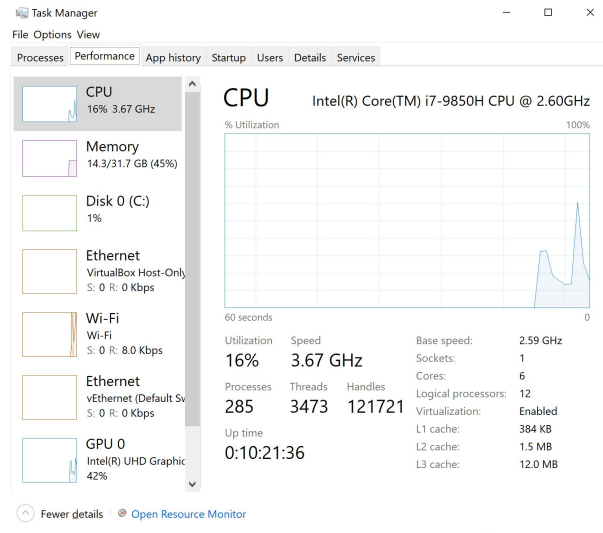 Task Manager
File Options View
Processes Performance App history Startup Users Details Services
CPU
16% 3.67 GHz
Memory
14.3/31.7 GB (45%)
Disk 0 (C:)
1%
Ethernet
VirtualBox Host-Only
S: 0 R: 0 Kbps
Wi-Fi
Wi-Fi
S: 0 R: 8.0 Kbps
Ethernet
vEthernet (Default Sw
S: 0 R: 0 Kbps
GPU 0
Intel(R) UHD Graphic
42%
CPU Intel(R) Core(TM) i7-9850H CPU @ 2.60GHz
% Utilization 100%
60 seconds 0
Utilization Speed
16% 3.67 GHz
Processes Threads Handles
285 3473 121721
Up time
0:10:21:36
Base speed: 2.59 GHz
Sockets: 1
Cores: 6
Logical processors: 12
Virtualization: Enabled
L1 cache: 384 KB
L2 cache: 1.5 MB
L3 cache: 12.0 MB
Fewer details Open Resource Monitor